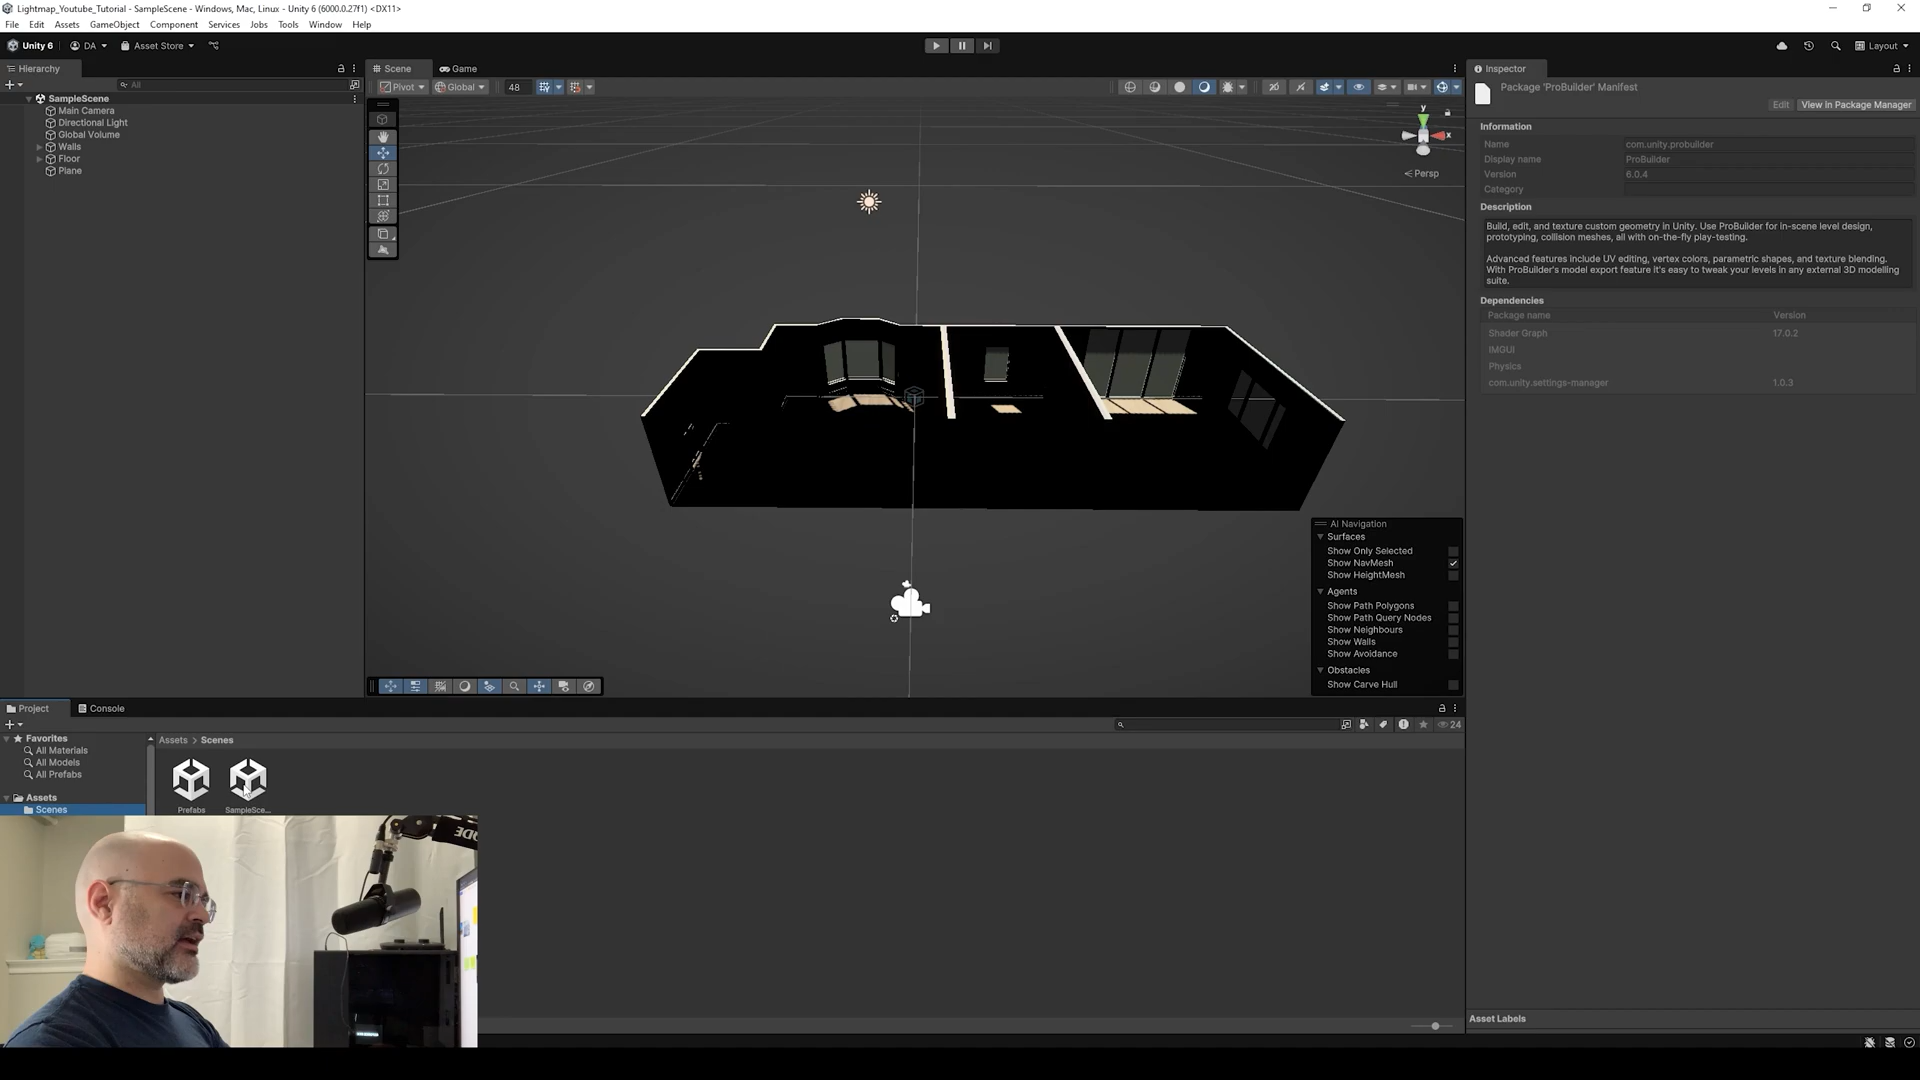 Lightmap_Youtube_Tutorial - SampleScene - Windows, Mac, Linux - Unity 6 (6000.0.27f1) <DX11>
File Edit Assets GameObject Component Services Jobs Tools Window Help
Unity 6 DA Asset Store Layout
Hierarchy
All
SampleScene
Main Camera
Directional Light
Global Volume
Walls
Floor
Plane
Scene Game
Pivot Global 48 2D
y
x
< Persp
AI Navigation
Surfaces
Show Only Selected
Show NavMesh
Show HeightMesh
Agents
Show Path Polygons
Show Path Query Nodes
Show Neighbours
Show Walls
Show Avoidance
Obstacles
Show Carve Hull
Inspector
Package 'ProBuilder' Manifest
Edit View in Package Manager
Information
Name com.unity.probuilder
Display name ProBuilder
Version 6.0.4
Category
Description
Build, edit, and texture custom geometry in Unity. Use ProBuilder for in-scene level design,
prototyping, collision meshes, all with on-the-fly play-testing.
Advanced features include UV editing, vertex colors, parametric shapes, and texture blending.
With ProBuilder's model export feature it's easy to tweak your levels in any external 3D modelling
suite.
Dependencies
Package name Version
Shader Graph 17.0.2
IMGUI
Physics
com.unity.settings-manager 1.0.3
Asset Labels
Project Console
24
Favorites
All Materials
All Models
All Prefabs
Assets
Scenes
Assets > Scenes
Prefabs SampleSce...